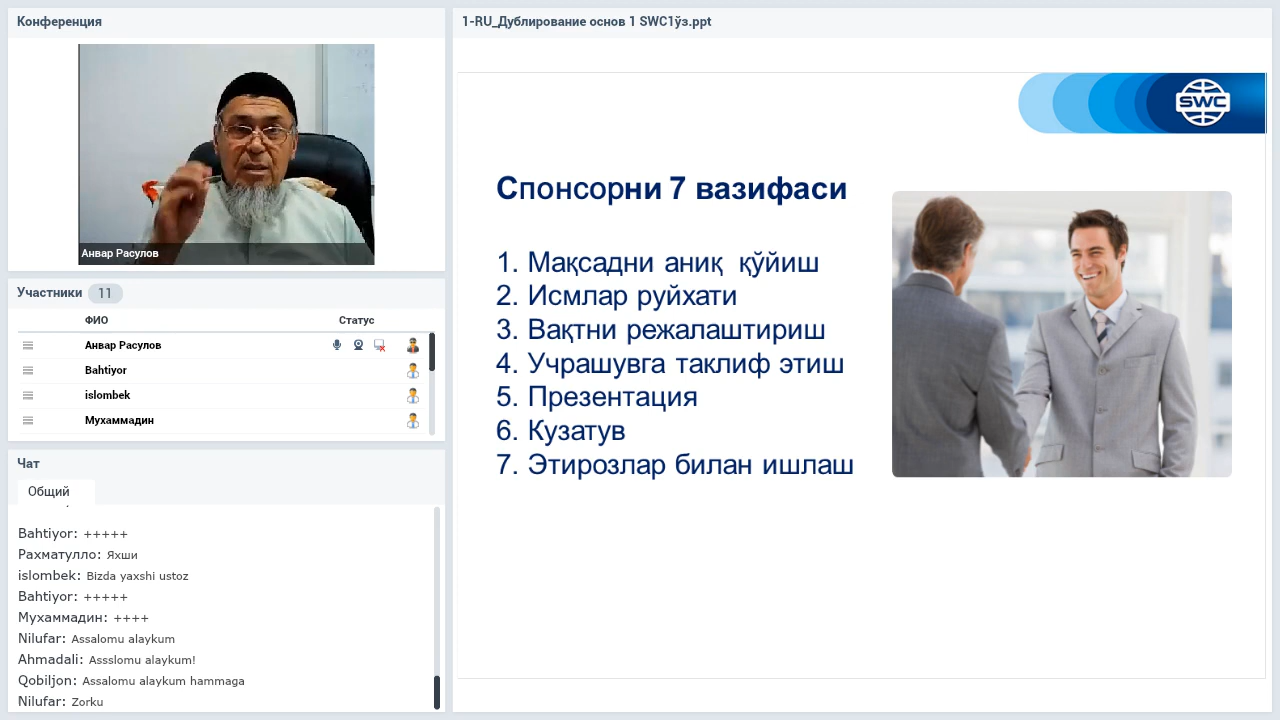 Конференция
Анвар Расулов
Участники 11
ФИО Статус
Анвар Расулов
Bahtiyor
islombek
Мухаммадин
Чат
Общий
Bahtiyor: +++++
Рахматулло: Яхши
islombek: Bizda yaxshi ustoz
Bahtiyor: +++++
Мухаммадин: ++++
Nilufar: Assalomu alaykum
Ahmadali: Assslomu alaykum!
Qobiljon: Assalomu alaykum hammaga
Nilufar: Zorku
1-RU_Дублирование основ 1 SWC1ўз.ppt
SWC
Спонсорни 7 вазифаси
1. Мақсадни аниқ қўйиш
2. Исмлар руйхати
3. Вақтни режалаштириш
4. Учрашувга таклиф этиш
5. Презентация
6. Кузатув
7. Этирозлар билан ишлаш